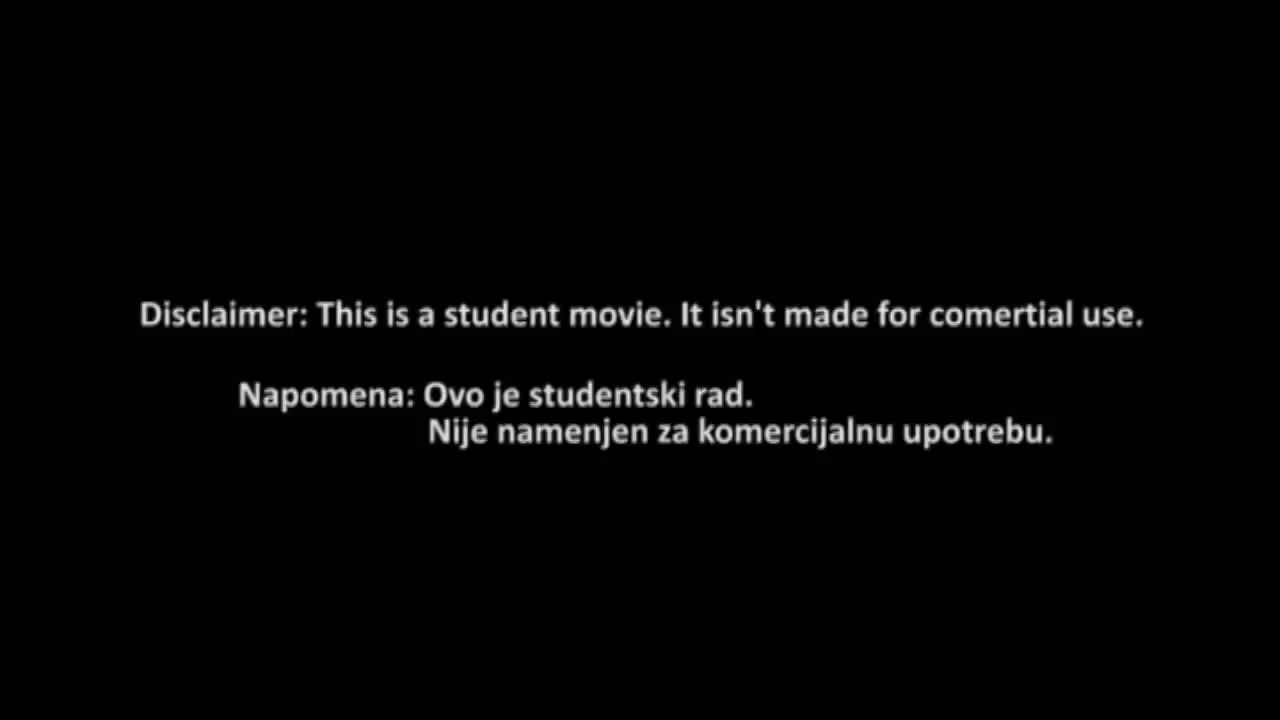 Disclaimer: This is a student movie. It isn't made for comertial use.
Napomena: Ovo je studentski rad.
Nije namenjen za komercijalnu upotrebu.